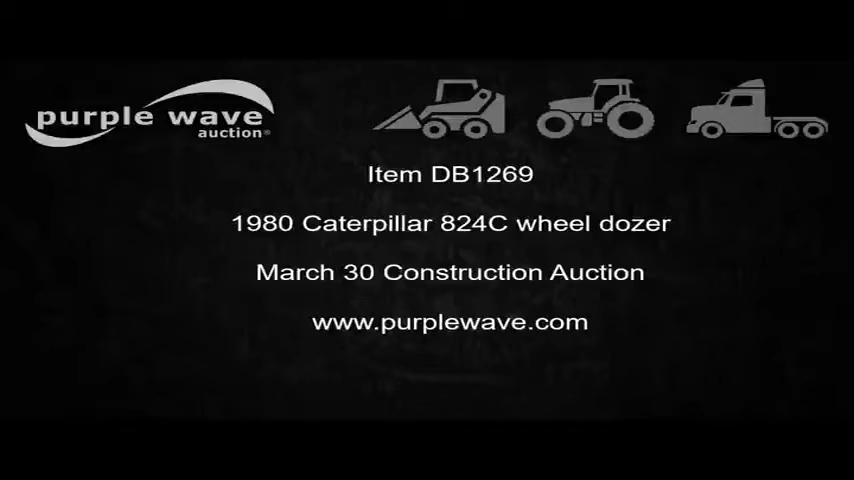 purple wave
auction®
Item DB1269
1980 Caterpillar 824C wheel dozer
March 30 Construction Auction
www.purplewave.com